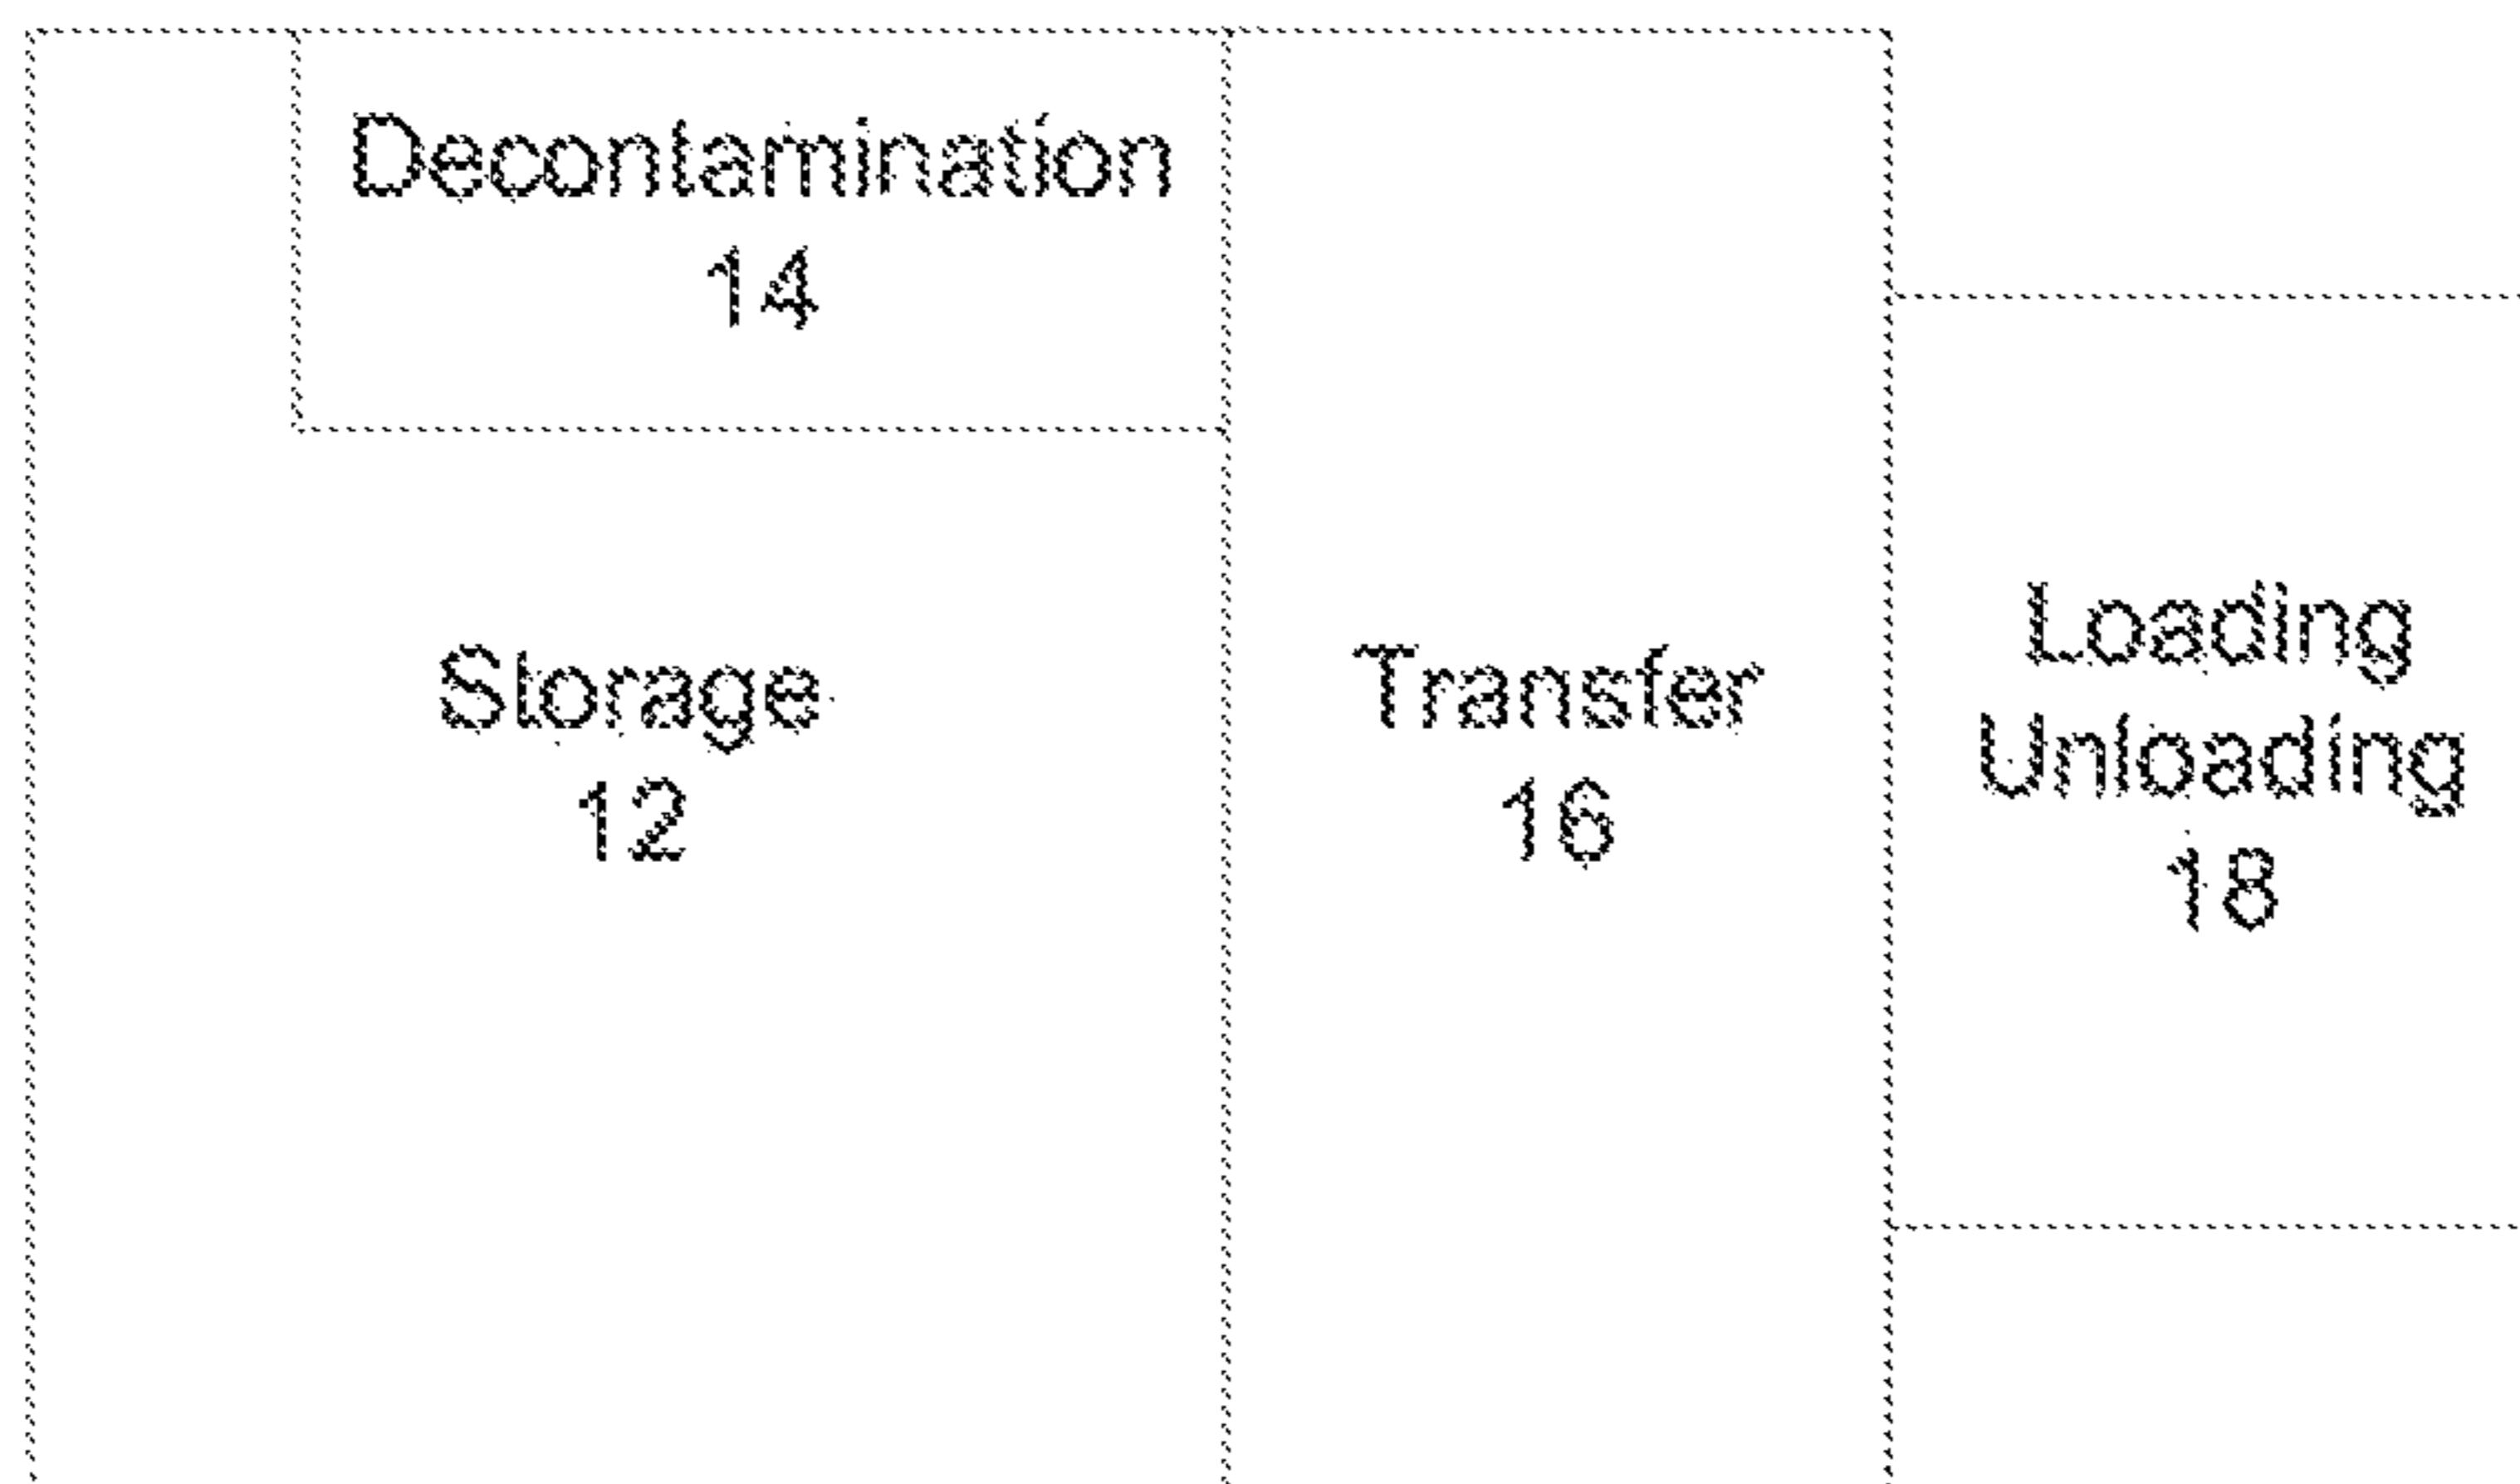 Decontamination
14
Storage
12
Transfer
16
Loading
Unloading
18